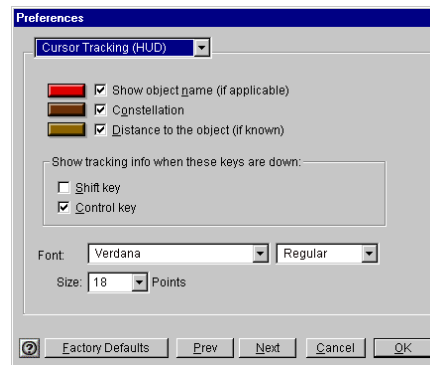 Preferences
Cursor Tracking (HUD)
Show object name (if applicable)
Constellation
Distance to the object (if known)
Show tracking info when these keys are down:
Shift key
Control key
Font: Verdana Regular
Size: 18 Points
? Factory Defaults Prev Next Cancel OK